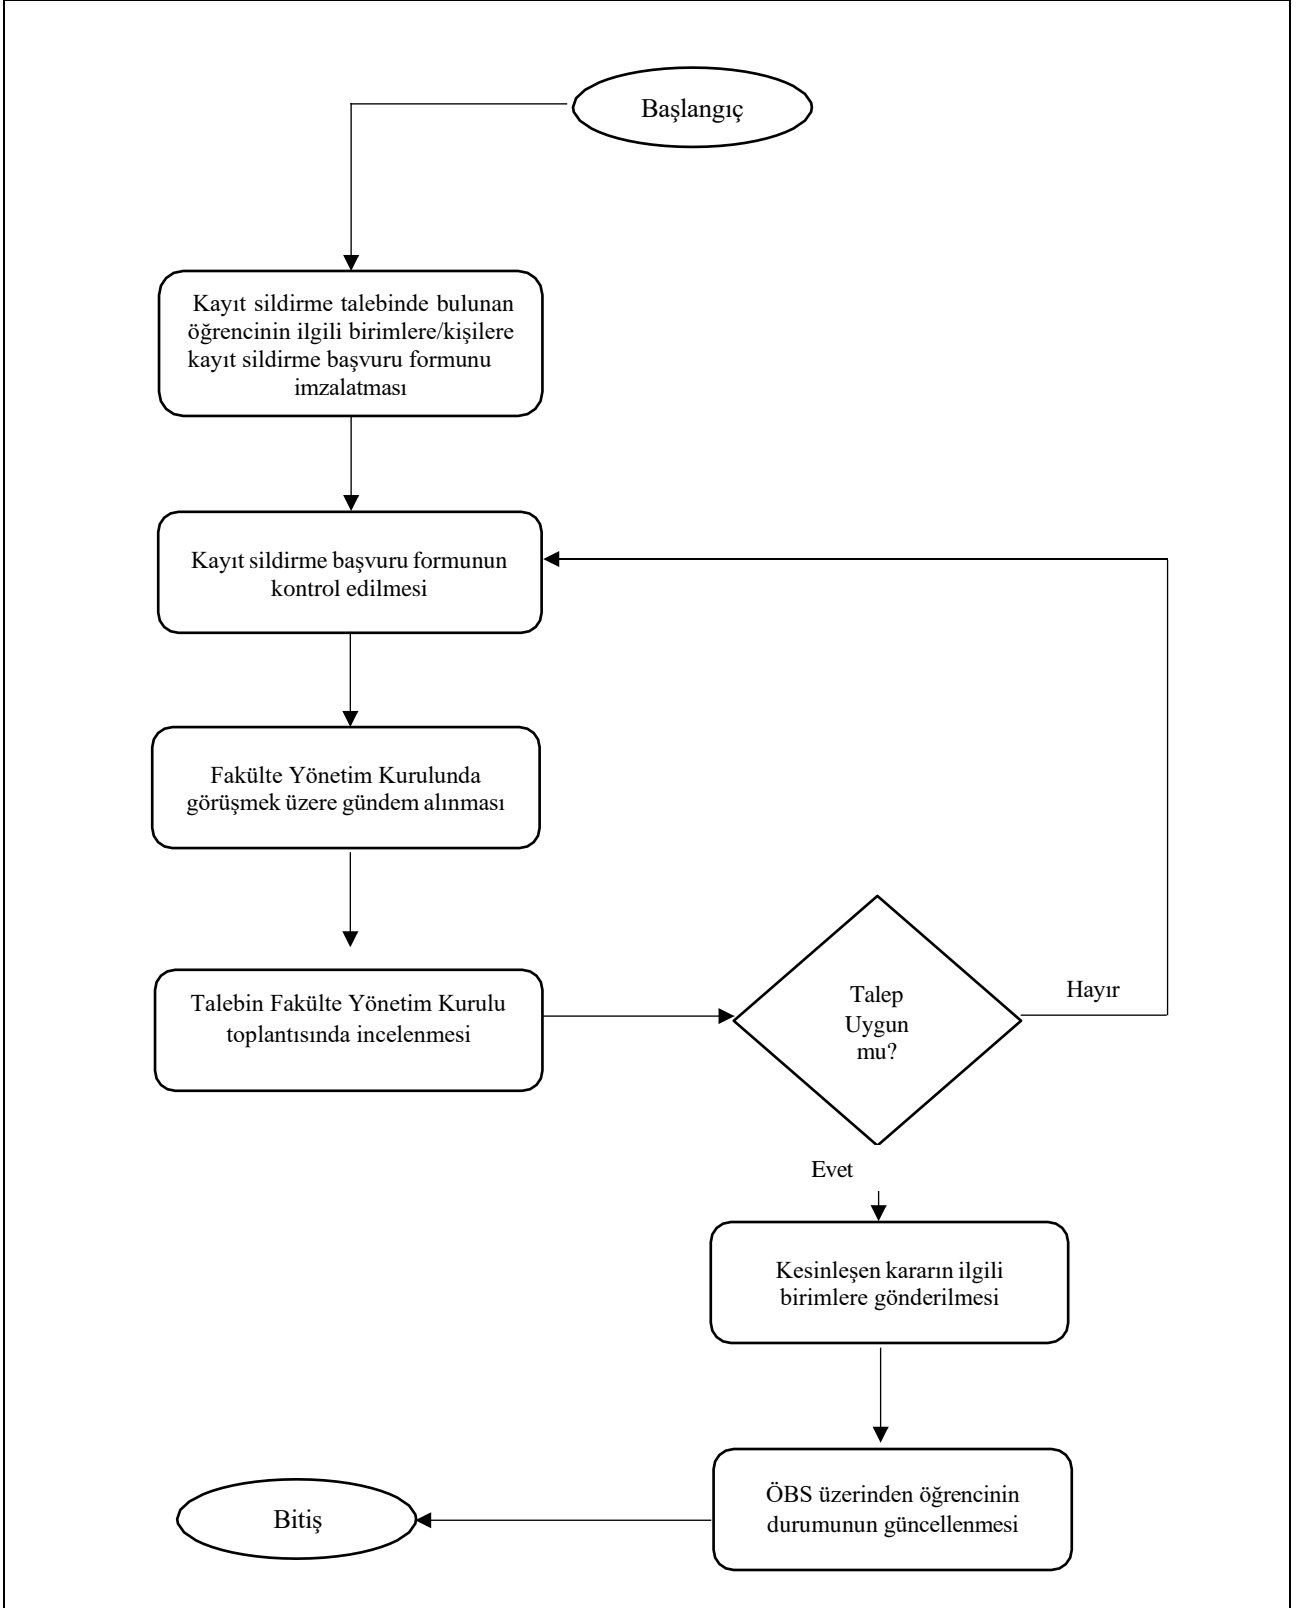 Başlangıç
Kayıt sildirme talebinde bulunan
öğrencinin ilgili birimlere/kişilere
kayıt sildirme başvuru formunu
imzalatması
Kayıt sildirme başvuru formunun
kontrol edilmesi
Fakülte Yönetim Kurulunda
görüşmek üzere gündem alınması
Talebin Fakülte Yönetim Kurulu
toplantısında incelenmesi
Talep
Uygun
mu?
Hayır
Evet
Kesinleşen kararın ilgili
birimlere gönderilmesi
ÖBS üzerinden öğrencinin
durumunun güncellenmesi
Bitiş